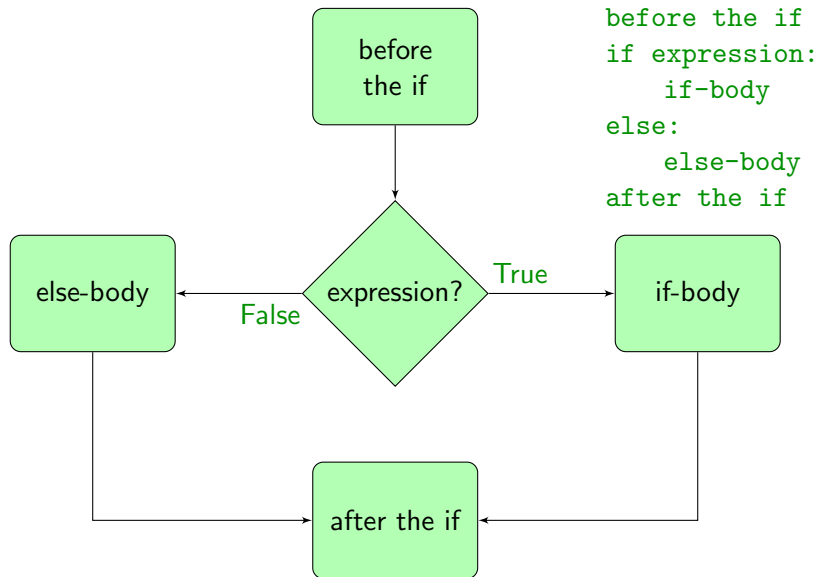 before
the if
before the if
if expression:
    if-body
else:
    else-body
after the if
else-body
False
expression?
True
if-body
after the if